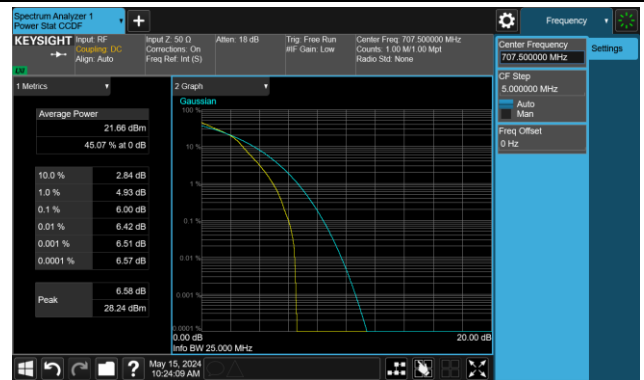 Spectrum Analyzer 1
Power Stat CCDF
Frequency
KEYSIGHT
Input: RF
Coupling: DC
Align: Auto
Input Z: 50 Ω
Corrections: On
Freq Ref: Int (S)
Atten: 18 dB
Trig: Free Run
#IF Gain: Low
Center Freq: 707.500000 MHz
Counts: 1.00 M/1.00 Mpt
Radio Std: None
LW
Center Frequency
707.500000 MHz
Settings
CF Step
5.000000 MHz
Auto
Man
Freq Offset
0 Hz
1 Metrics
Average Power
21.66 dBm
45.07 % at 0 dB
10.0 % 2.84 dB
1.0 % 4.93 dB
0.1 % 6.00 dB
0.01 % 6.42 dB
0.001 % 6.51 dB
0.0001 % 6.57 dB
Peak
6.58 dB
28.24 dBm
2 Graph
Gaussian
100 %
10 %
1 %
0.1 %
0.01 %
0.001 %
0.0001 %
0.00 dB 20.00 dB
Info BW 25.000 MHz
?
May 15, 2024
10:24:09 AM